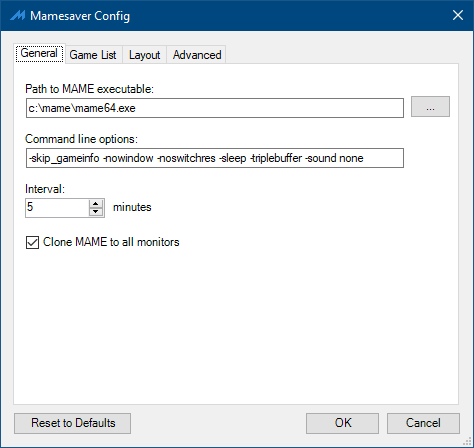 Mamesaver Config
General Game List Layout Advanced
Path to MAME executable:
c:\mame\mame64.exe ...
Command line options:
-skip_gameinfo -nowindow -noswitchres -sleep -triplebuffer -sound none
Interval:
5 minutes
Clone MAME to all monitors
Reset to Defaults OK Cancel